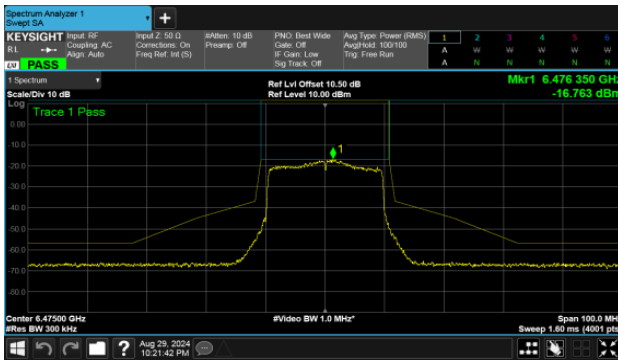 Spectrum Analyzer 1
Swept SA
KEYSIGHT
RL
LXI
PASS
Input: RF
Coupling: AC
Align: Auto
Input Z: 50 Ω
Corrections: On
Freq Ref: Int (S)
#Atten: 10 dB
Preamp: Off
PNO: Best Wide
Gate: Off
IF Gain: Low
Sig Track: Off
Avg Type: Power (RMS)
Avg|Hold: 100/100
Trig: Free Run
1 2 3 4 5 6
A W W W W W
A N N N N N
1 Spectrum
Scale/Div 10 dB
Ref Lvl Offset 10.50 dB
Ref Level 10.00 dBm
Mkr1 6.476 350 GHz
-16.763 dBm
Log
Trace 1 Pass
1
0.00
-10.0
-20.0
-30.0
-40.0
-50.0
-60.0
-70.0
-80.0
Center 6.47500 GHz
#Res BW 300 kHz
#Video BW 1.0 MHz*
Span 100.0 MHz
Sweep 1.60 ms (4001 pts)
?
Aug 29, 2024
10:21:42 PM